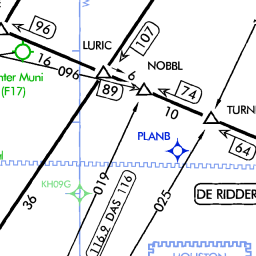 96
LURIC
107
NOBBL
16
096
nter Muni
(F17)
89
6
74
10
TURN
PLANB
64
KH09G
019
025
36
116.9 DAS 116
DE RIDDER
HOUSTON